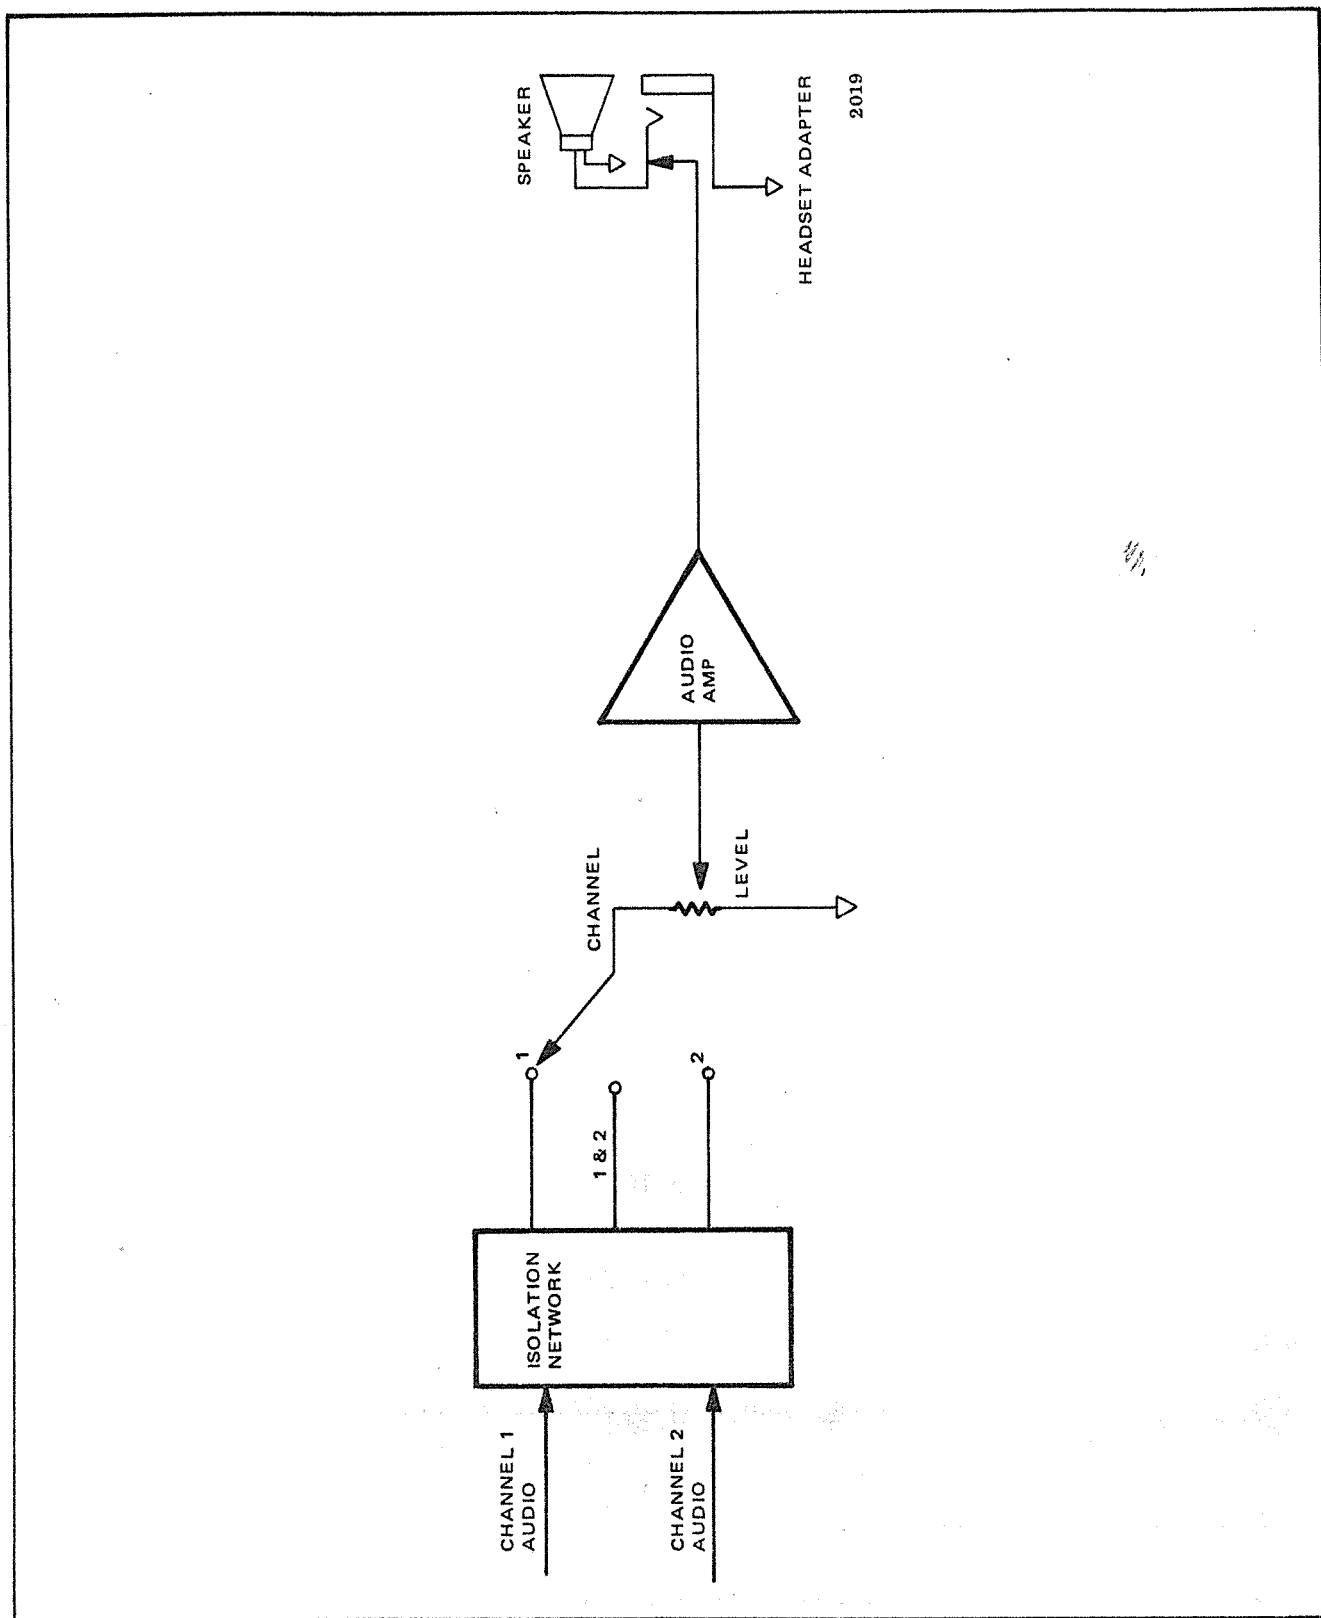 CHANNEL 1
AUDIO
CHANNEL 2
AUDIO
ISOLATION
NETWORK
1
1 & 2
2
CHANNEL
LEVEL
AUDIO
AMP
SPEAKER
HEADSET ADAPTER
2019